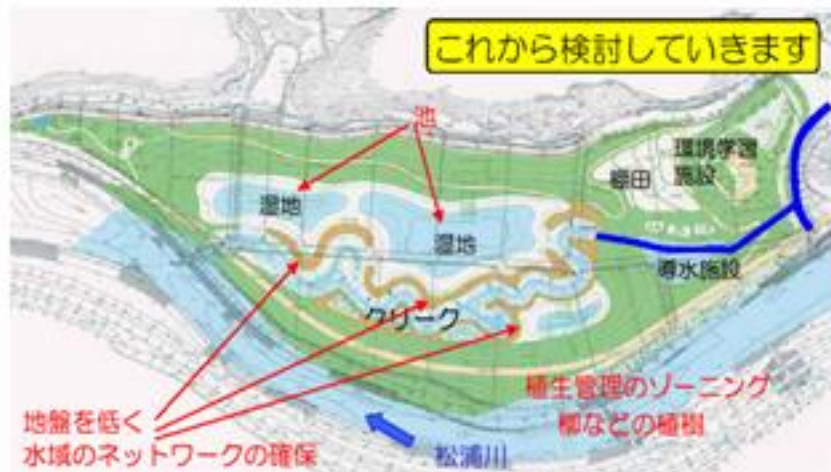 これから検討していきます
池
環境学習
施設
棚田
湿地
湿地
導水施設
クリーク
植生管理のゾーニング
柳などの植樹
地盤を低く
水域のネットワークの確保
松浦川